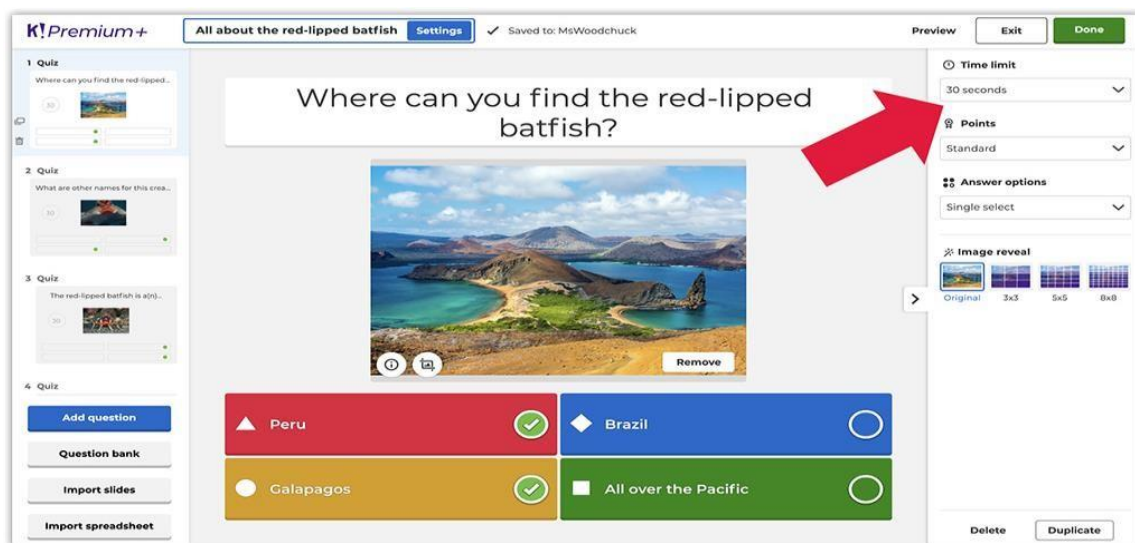 K! Premium+
All about the red-lipped batfish Settings
Saved to: MsWoodchuck
Preview
Exit
Done
1 Quiz
Where can you find the red-lipped...
30
2 Quiz
What are other names for this crea...
30
3 Quiz
The red-lipped batfish is a(n)...
30
4 Quiz
Add question
Question bank
Import slides
Import spreadsheet
Where can you find the red-lipped
batfish?
Remove
Peru
Brazil
Galapagos
All over the Pacific
Time limit
30 seconds
Points
Standard
Answer options
Single select
Image reveal
Original 3x3 5x5 8x8
Delete
Duplicate